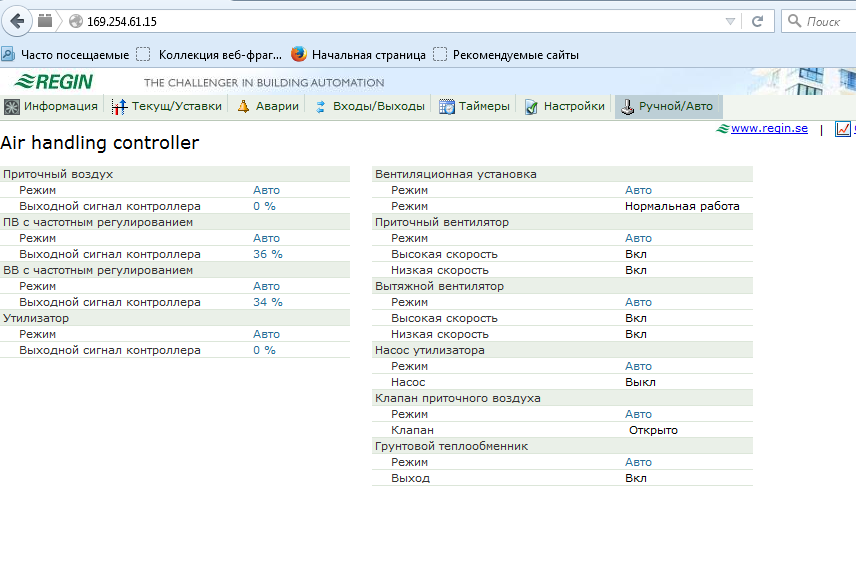 169.254.61.15
Поиск
Часто посещаемые Коллекция веб-фраг... Начальная страница Рекомендуемые сайты
REGIN THE CHALLENGER IN BUILDING AUTOMATION
Информация Текущ/Уставки Аварии Входы/Выходы Таймеры Настройки Ручной/Авто
www.regin.se |
Air handling controller
Приточный воздух
Режим Авто
Выходной сигнал контроллера 0 %
ПВ с частотным регулированием
Режим Авто
Выходной сигнал контроллера 36 %
ВВ с частотным регулированием
Режим Авто
Выходной сигнал контроллера 34 %
Утилизатор
Режим Авто
Выходной сигнал контроллера 0 %
Вентиляционная установка
Режим Авто
Режим Нормальная работа
Приточный вентилятор
Режим Авто
Высокая скорость Вкл
Низкая скорость Вкл
Вытяжной вентилятор
Режим Авто
Высокая скорость Вкл
Низкая скорость Вкл
Насос утилизатора
Режим Авто
Насос Выкл
Клапан приточного воздуха
Режим Авто
Клапан Открыто
Грунтовой теплообменник
Режим Авто
Выход Вкл